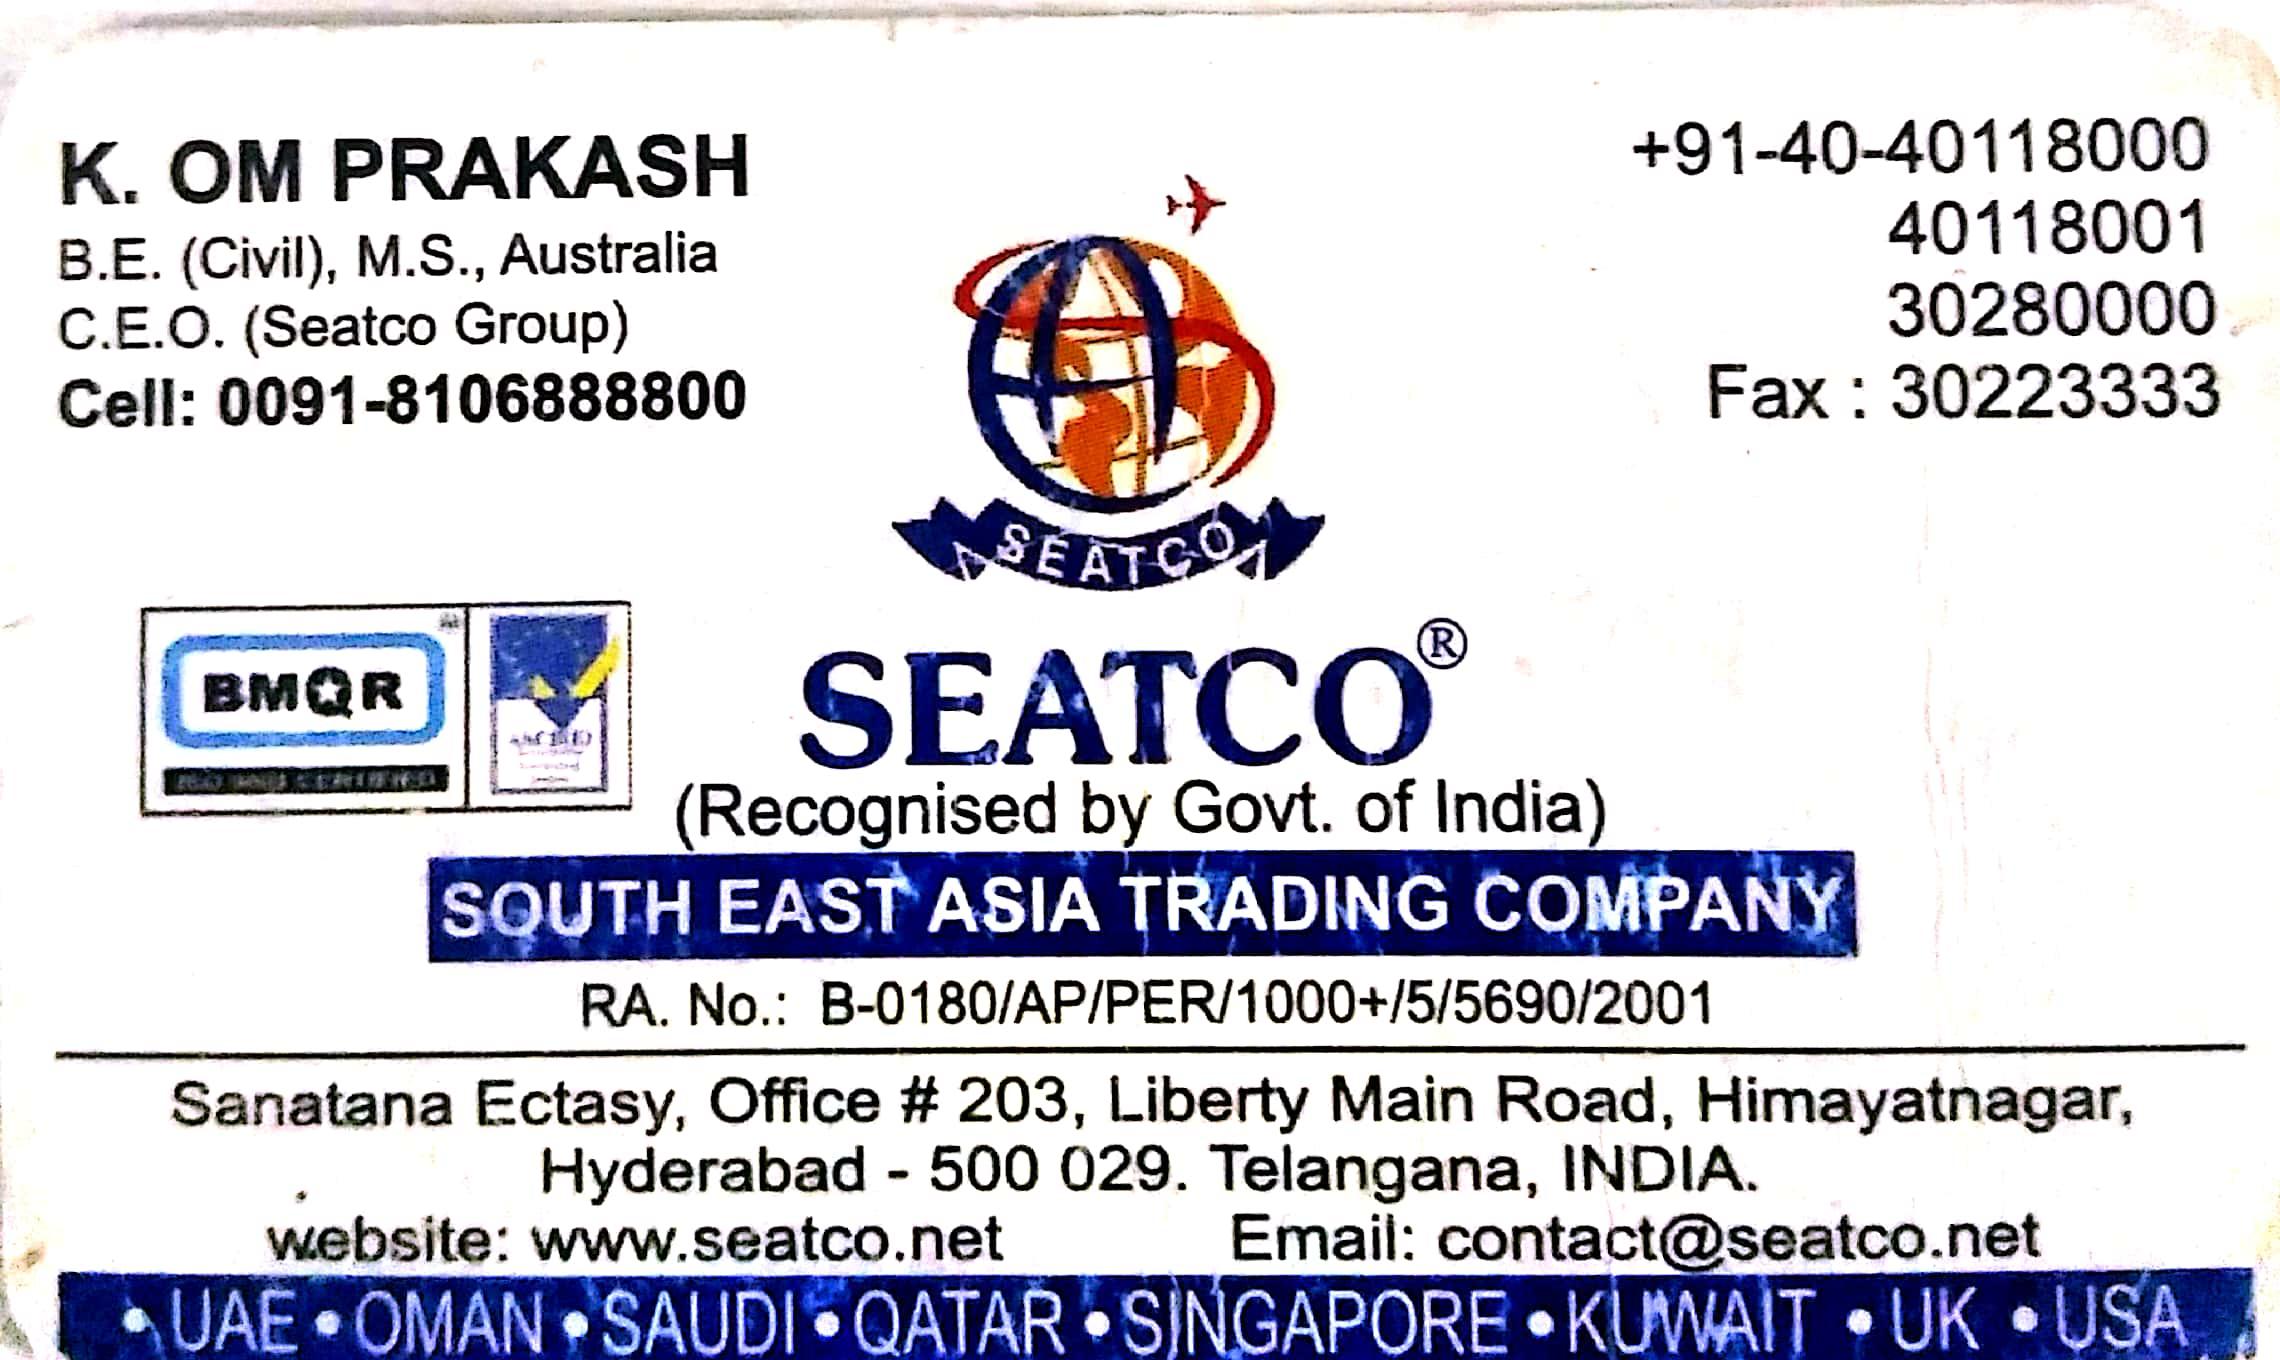 K. OM PRAKASH
B.E. (Civil), M.S., Australia
C.E.O. (Seatco Group)
Cell: 0091-8106888800
+91-40-40118000
40118001
30280000
Fax : 30223333
SEATCO
BMQR
SEATCO®
(Recognised by Govt. of India)
SOUTH EAST ASIA TRADING COMPANY
RA. No.: B-0180/AP/PER/1000+/5/5690/2001
Sanatana Ectasy, Office # 203, Liberty Main Road, Himayatnagar,
Hyderabad - 500 029. Telangana, INDIA.
website: www.seatco.net Email: contact@seatco.net
• UAE • OMAN • SAUDI • QATAR • SINGAPORE • KUWAIT • UK • USA